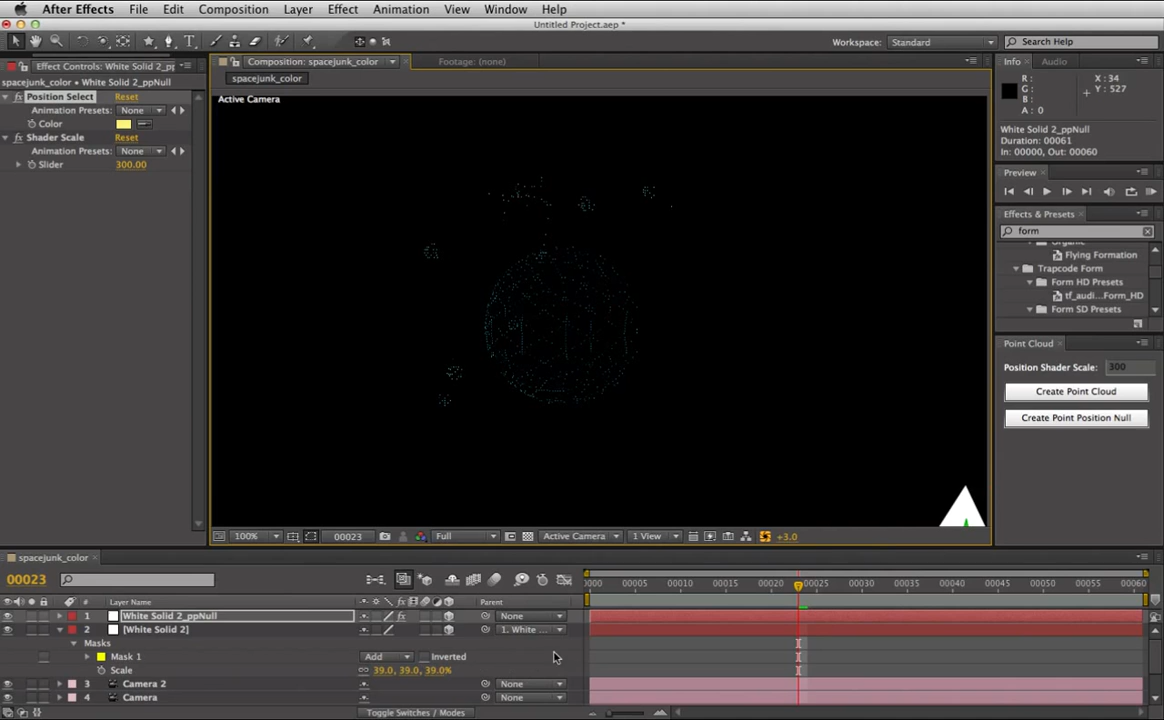 After Effects File Edit Composition Layer Effect Animation View Window Help
Untitled Project.aep *
Workspace: Standard Search Help
Effect Controls: White Solid 2_pp
Composition: spacejunk_color
Footage: (none)
Info Audio
spacejunk_color • White Solid 2_ppNull
spacejunk_color
Position Select Reset
Animation Presets: None
Color
Shader Scale Reset
Animation Presets: None
Slider 300.00
Active Camera
R :
G :
B :
A : 0
X : 34
Y : 527
White Solid 2_ppNull
Duration: 00061
In: 00000, Out: 00060
Preview
Effects & Presets
form
Organic
Flying Formation
Trapcode Form
Form HD Presets
tf_audi...Form_HD
Form SD Presets
Point Cloud
Position Shader Scale: 300
Create Point Cloud
Create Point Position Null
100% 00023 Full Active Camera 1 View +3.0
spacejunk_color
00023
0000 00005 00010 00015 00020 00025 00030 00035 00040 00045 00050 00055 00060
# Layer Name Parent
1 White Solid 2_ppNull None
2 [White Solid 2] 1. White ...
Masks
Mask 1 Add Inverted
Scale 39.0, 39.0, 39.0%
3 Camera 2 None
4 Camera None
Toggle Switches / Modes